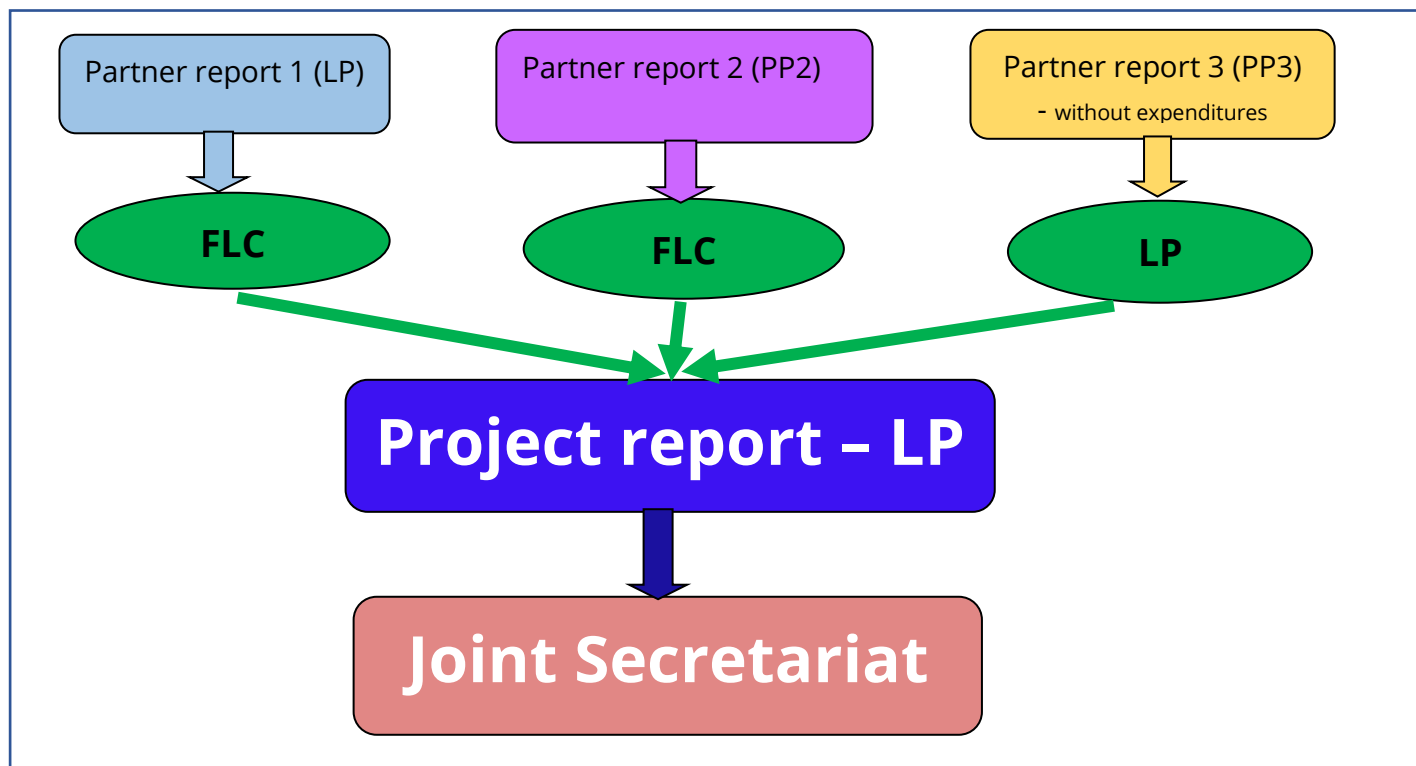 Partner report 1 (LP)
Partner report 2 (PP2)
Partner report 3 (PP3)
- without expenditures
FLC
FLC
LP
Project report – LP
Joint Secretariat